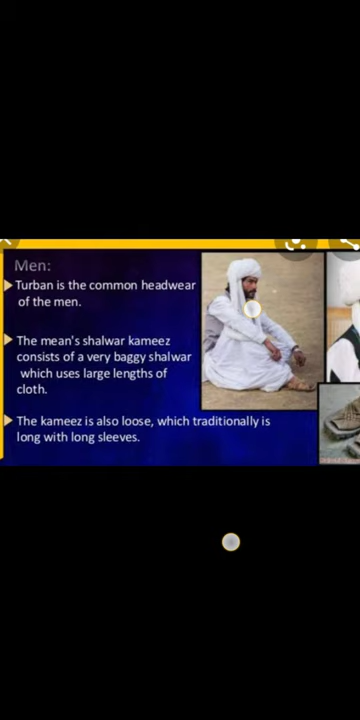 Men:
Turban is the common headwear
of the men.
The mean's shalwar kameez
consists of a very baggy shalwar
which uses large lengths of
cloth.
The kameez is also loose, which traditionally is
long with long sleeves.